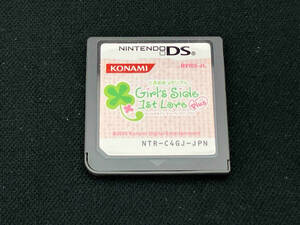 NINTENDO DS
KONAMI
Girl's Side
1st Love Plus
NTR-C4GJ-JPN